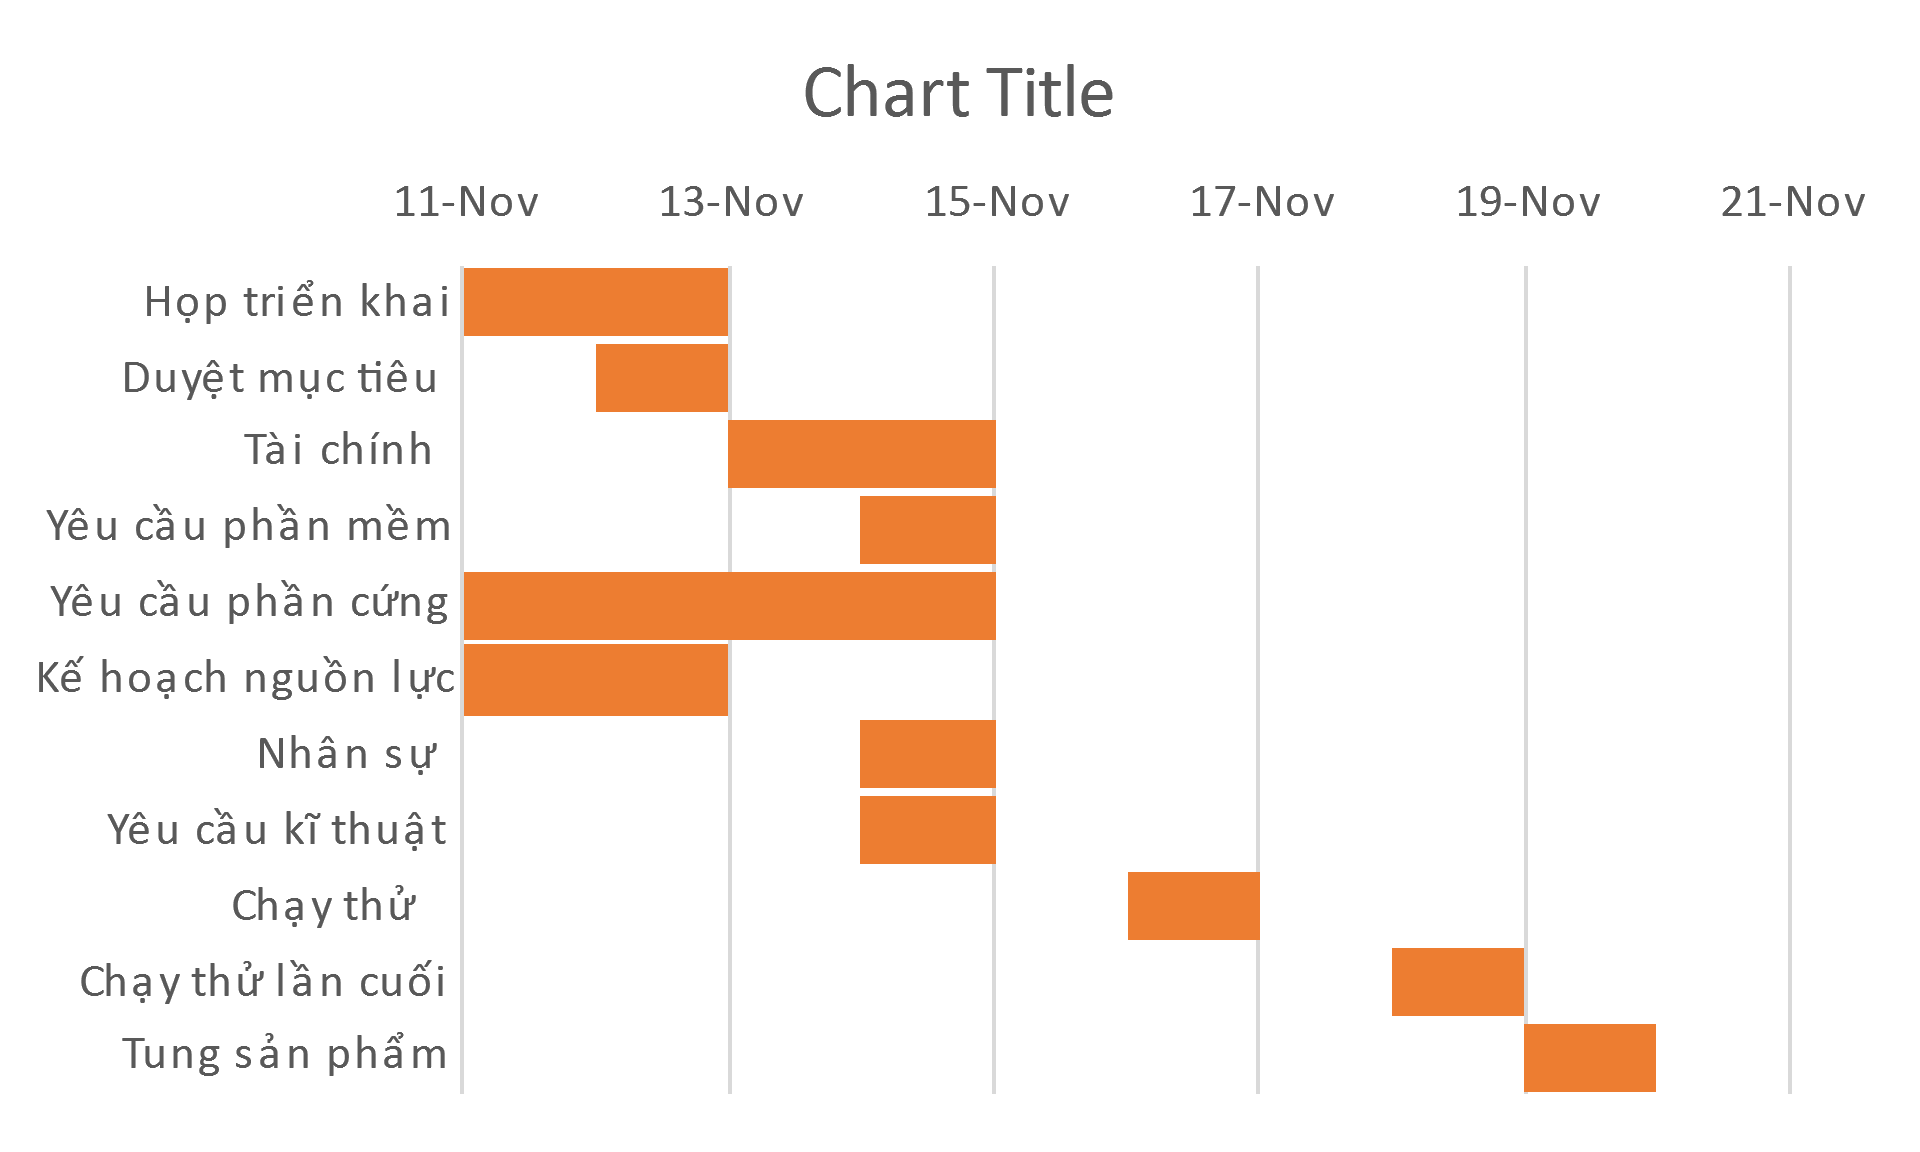 Chart Title
11-Nov 13-Nov 15-Nov 17-Nov 19-Nov 21-Nov
Họp triển khai
Duyệt mục tiêu
Tài chính
Yêu cầu phần mềm
Yêu cầu phần cứng
Kế hoạch nguồn lực
Nhân sự
Yêu cầu kĩ thuật
Chạy thử
Chạy thử lần cuối
Tung sản phẩm